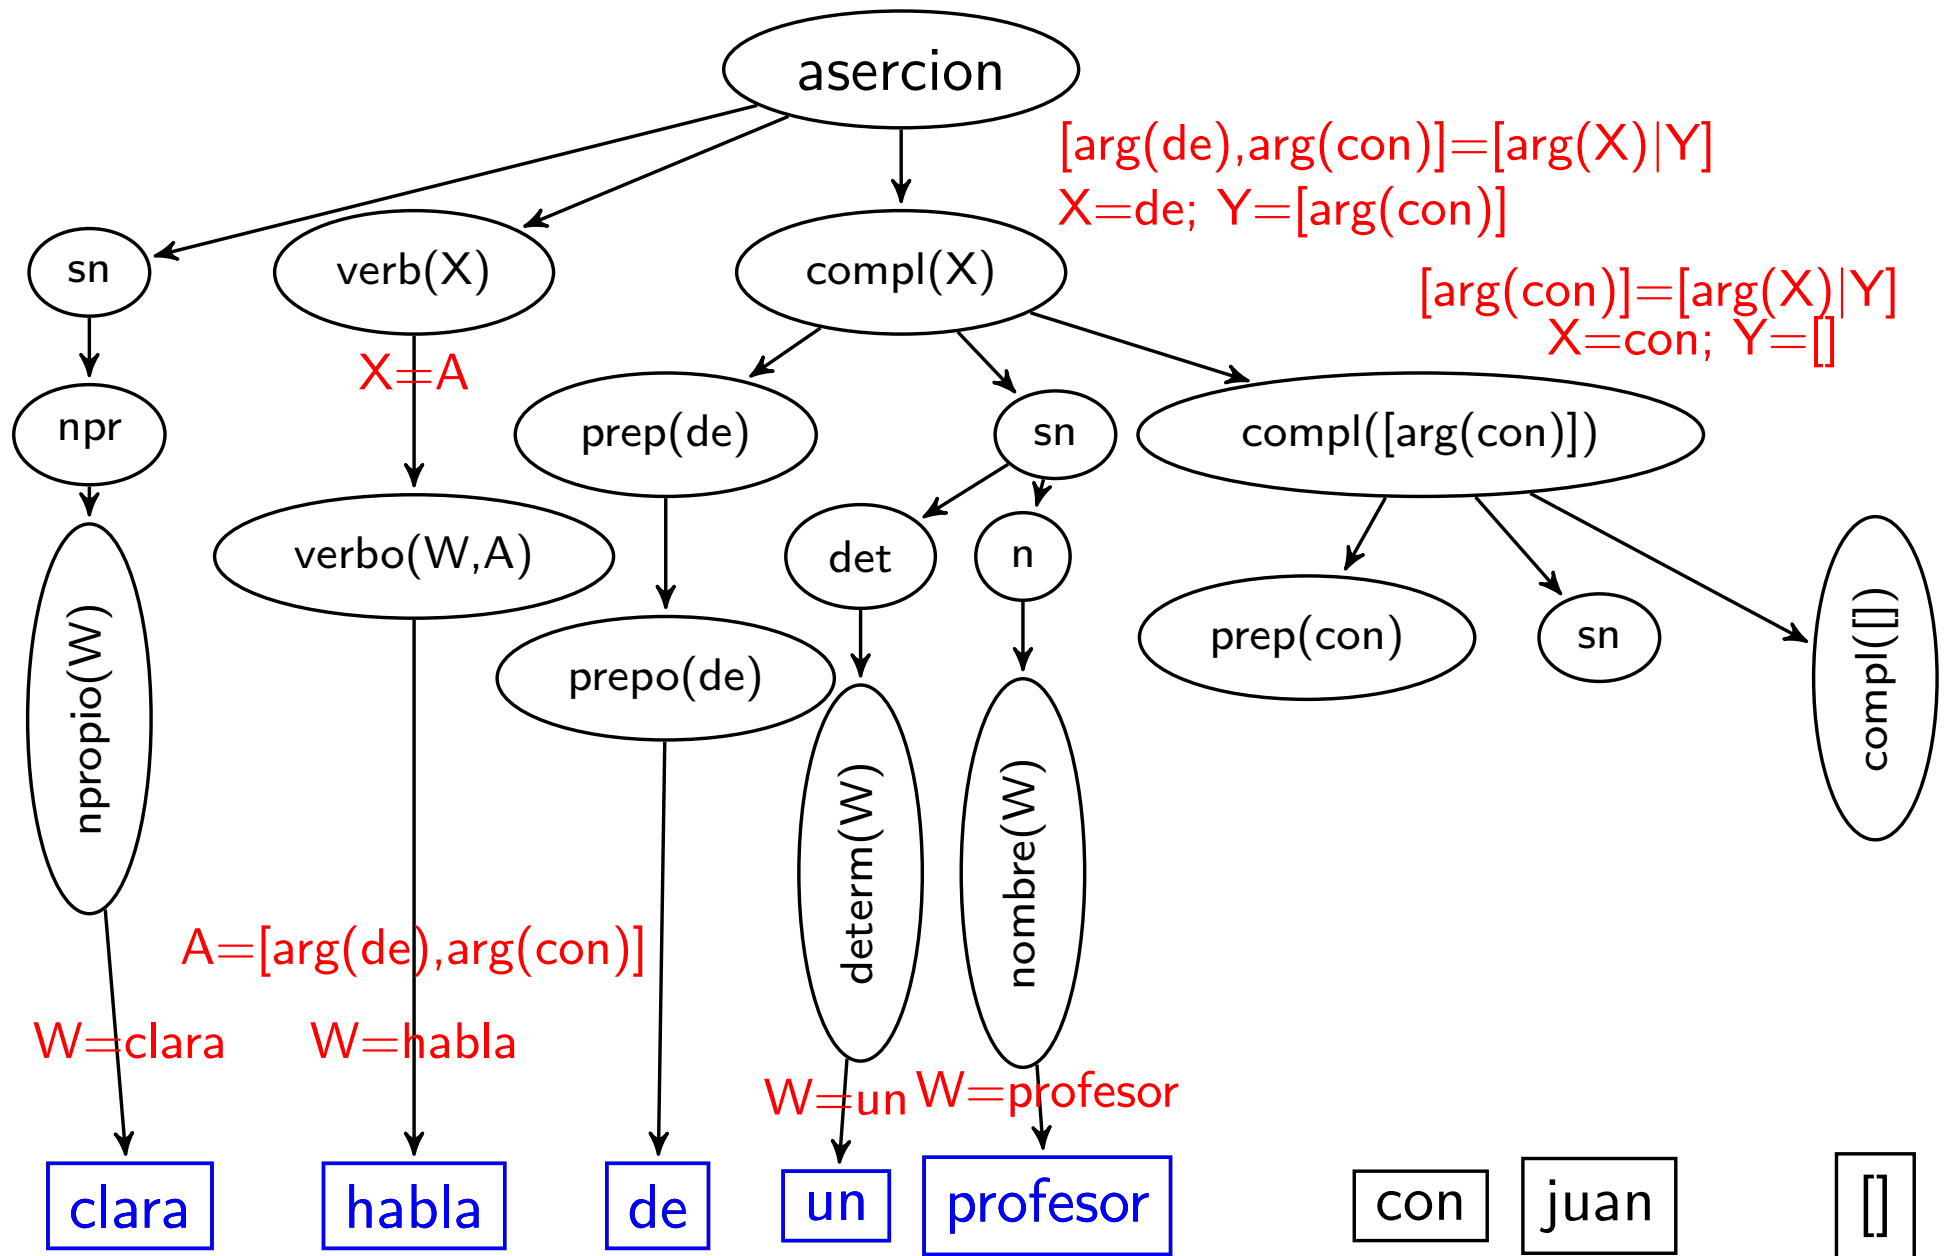 asercion
[arg(de),arg(con)]=[arg(X)|Y]
X=de; Y=[arg(con)]
sn
verb(X)
compl(X)
[arg(con)]=[arg(X)|Y]
X=con; Y=[]
X=A
npr
prep(de)
sn
compl([arg(con)])
verbo(W,A)
det
n
npropio(W)
prepo(de)
prep(con)
sn
compl([])
determ(W)
nombre(W)
A=[arg(de),arg(con)]
W=clara
W=habla
W=un
W=profesor
clara
habla
de
un
profesor
con
juan
[]